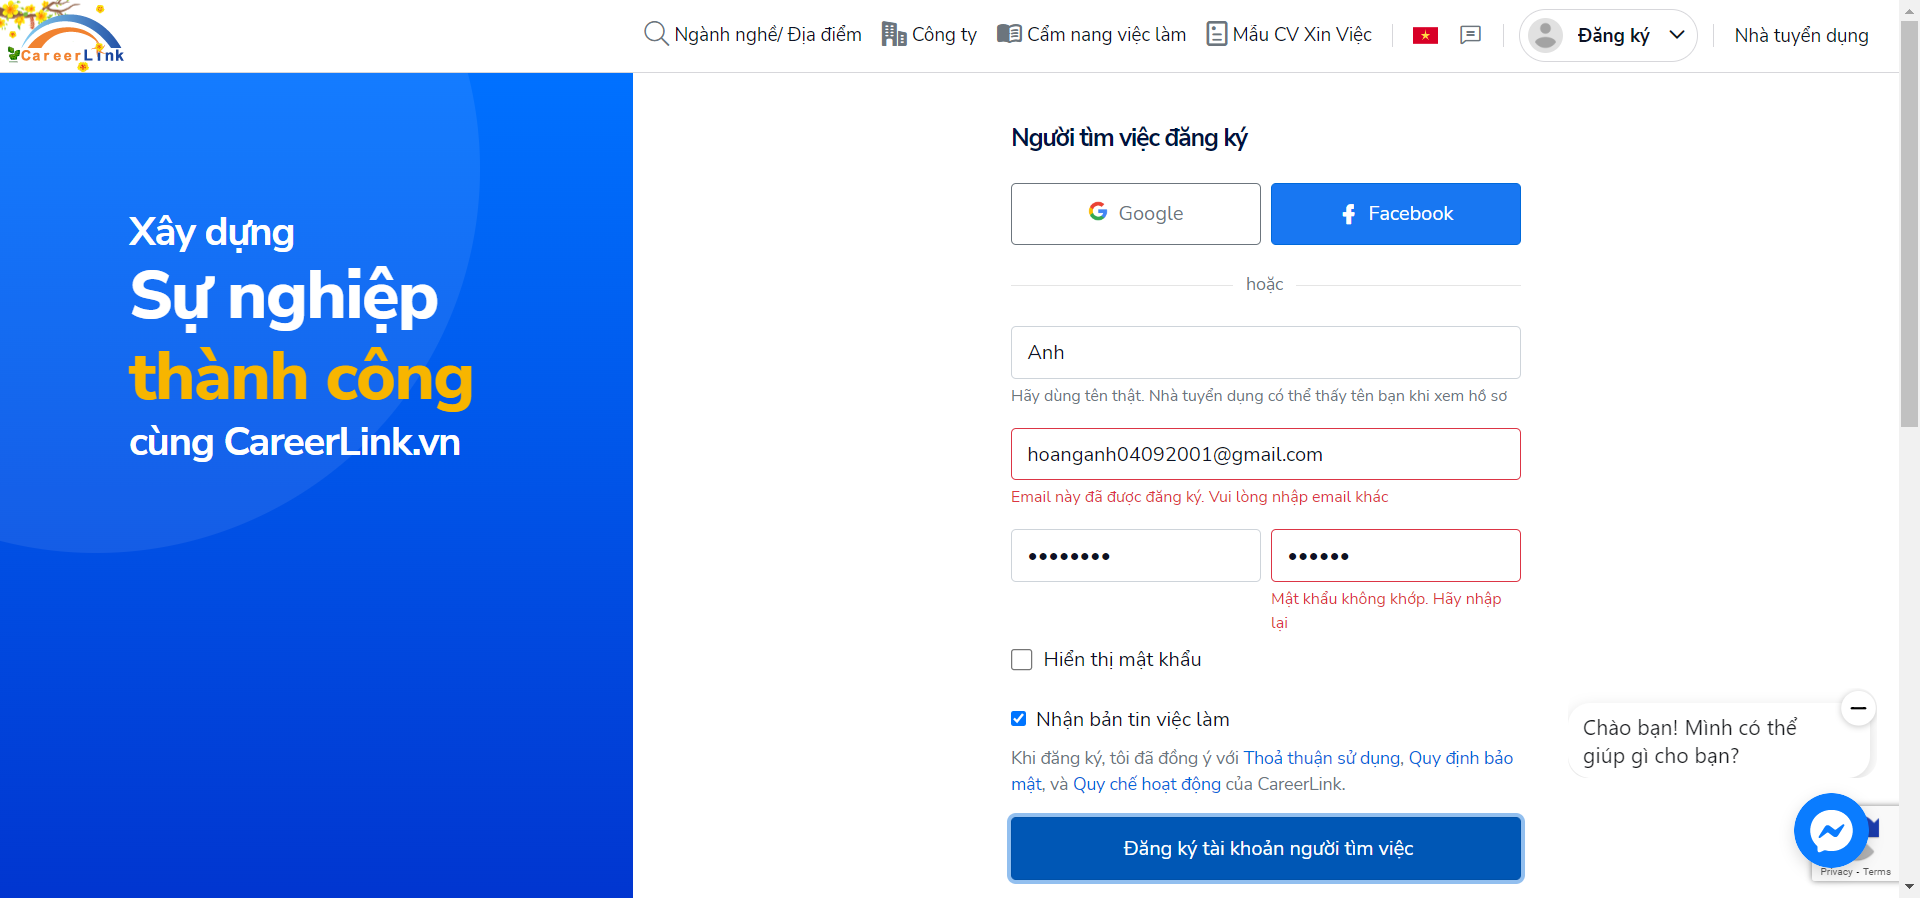 CareerLink
Ngành nghề/ Địa điểm
Công ty
Cẩm nang việc làm
Mẫu CV Xin Việc
Đăng ký
Nhà tuyển dụng
Xây dựng
Sự nghiệp
thành công
cùng CareerLink.vn
Người tìm việc đăng ký
Google
Facebook
hoặc
Anh
Hãy dùng tên thật. Nhà tuyển dụng có thể thấy tên bạn khi xem hồ sơ
hoanganh04092001@gmail.com
Email này đã được đăng ký. Vui lòng nhập email khác
••••••••
••••••
Mật khẩu không khớp. Hãy nhập
lại
Hiển thị mật khẩu
Nhận bản tin việc làm
Khi đăng ký, tôi đã đồng ý với Thoả thuận sử dụng, Quy định bảo
mật, và Quy chế hoạt động của CareerLink.
Đăng ký tài khoản người tìm việc
Chào bạn! Mình có thể
giúp gì cho bạn?
Privacy - Terms